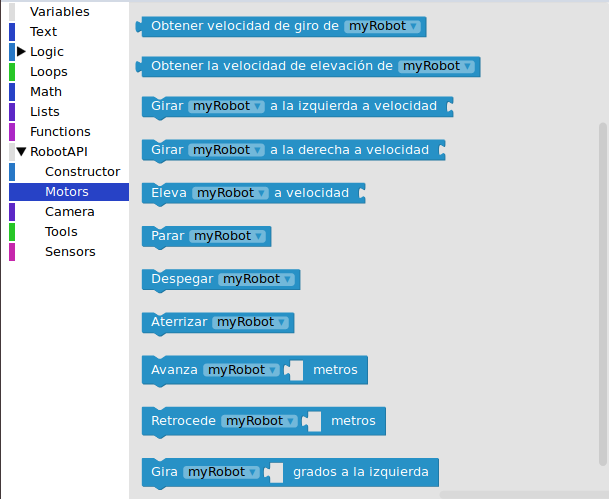 Variables
Text
Logic
Loops
Math
Lists
Functions
RobotAPI
Constructor
Motors
Camera
Tools
Sensors
Obtener velocidad de giro de myRobot
Obtener la velocidad de elevación de myRobot
Girar myRobot a la izquierda a velocidad
Girar myRobot a la derecha a velocidad
Eleva myRobot a velocidad
Parar myRobot
Despegar myRobot
Aterrizar myRobot
Avanza myRobot metros
Retrocede myRobot metros
Gira myRobot grados a la izquierda